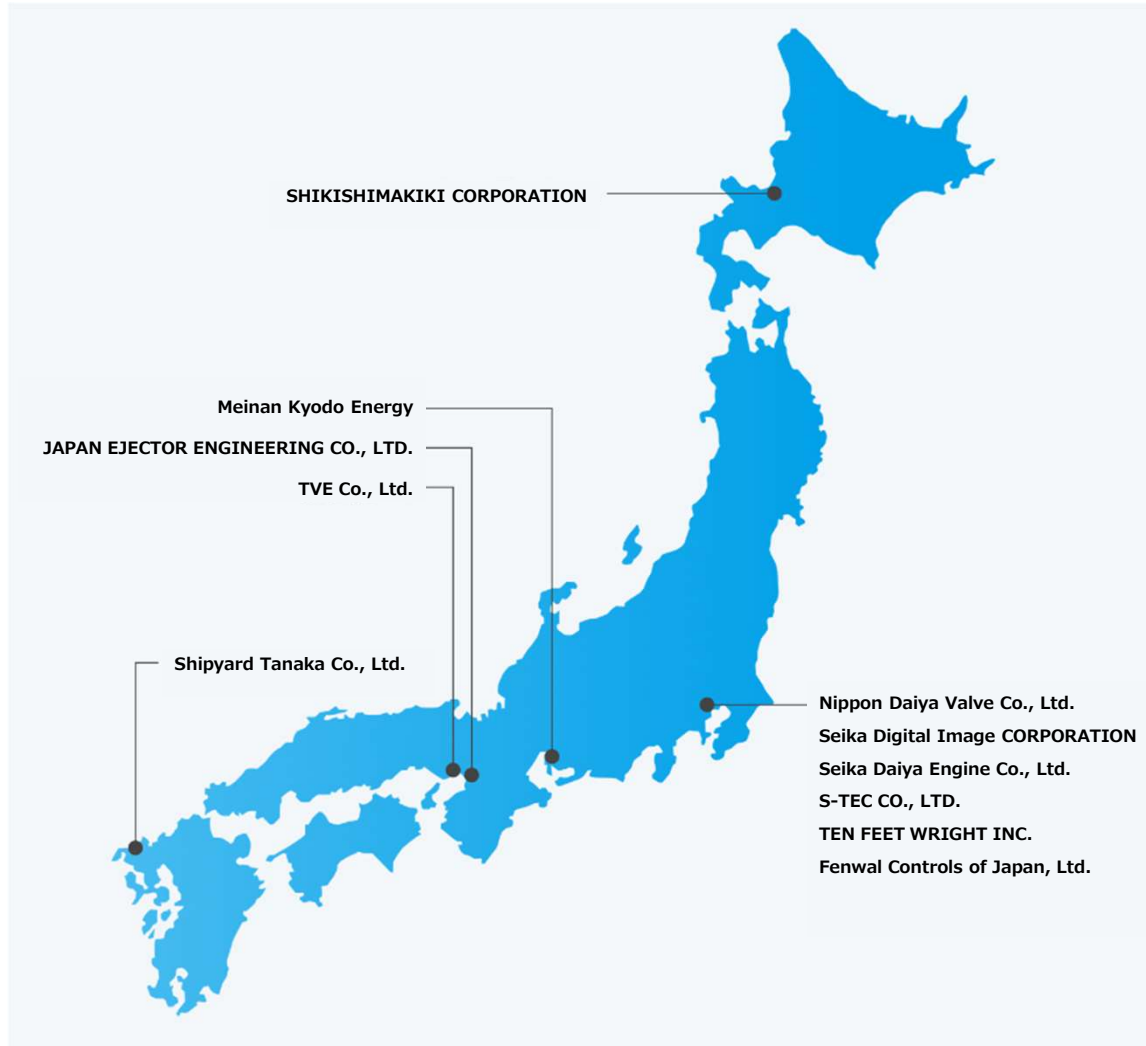 SHIKISHIMAKIKI CORPORATION
Meinan Kyodo Energy
JAPAN EJECTOR ENGINEERING CO., LTD.
TVE Co., Ltd.
Shipyard Tanaka Co., Ltd.
Nippon Daiya Valve Co., Ltd.
Seika Digital Image CORPORATION
Seika Daiya Engine Co., Ltd.
S-TEC CO., LTD.
TEN FEET WRIGHT INC.
Fenwal Controls of Japan, Ltd.